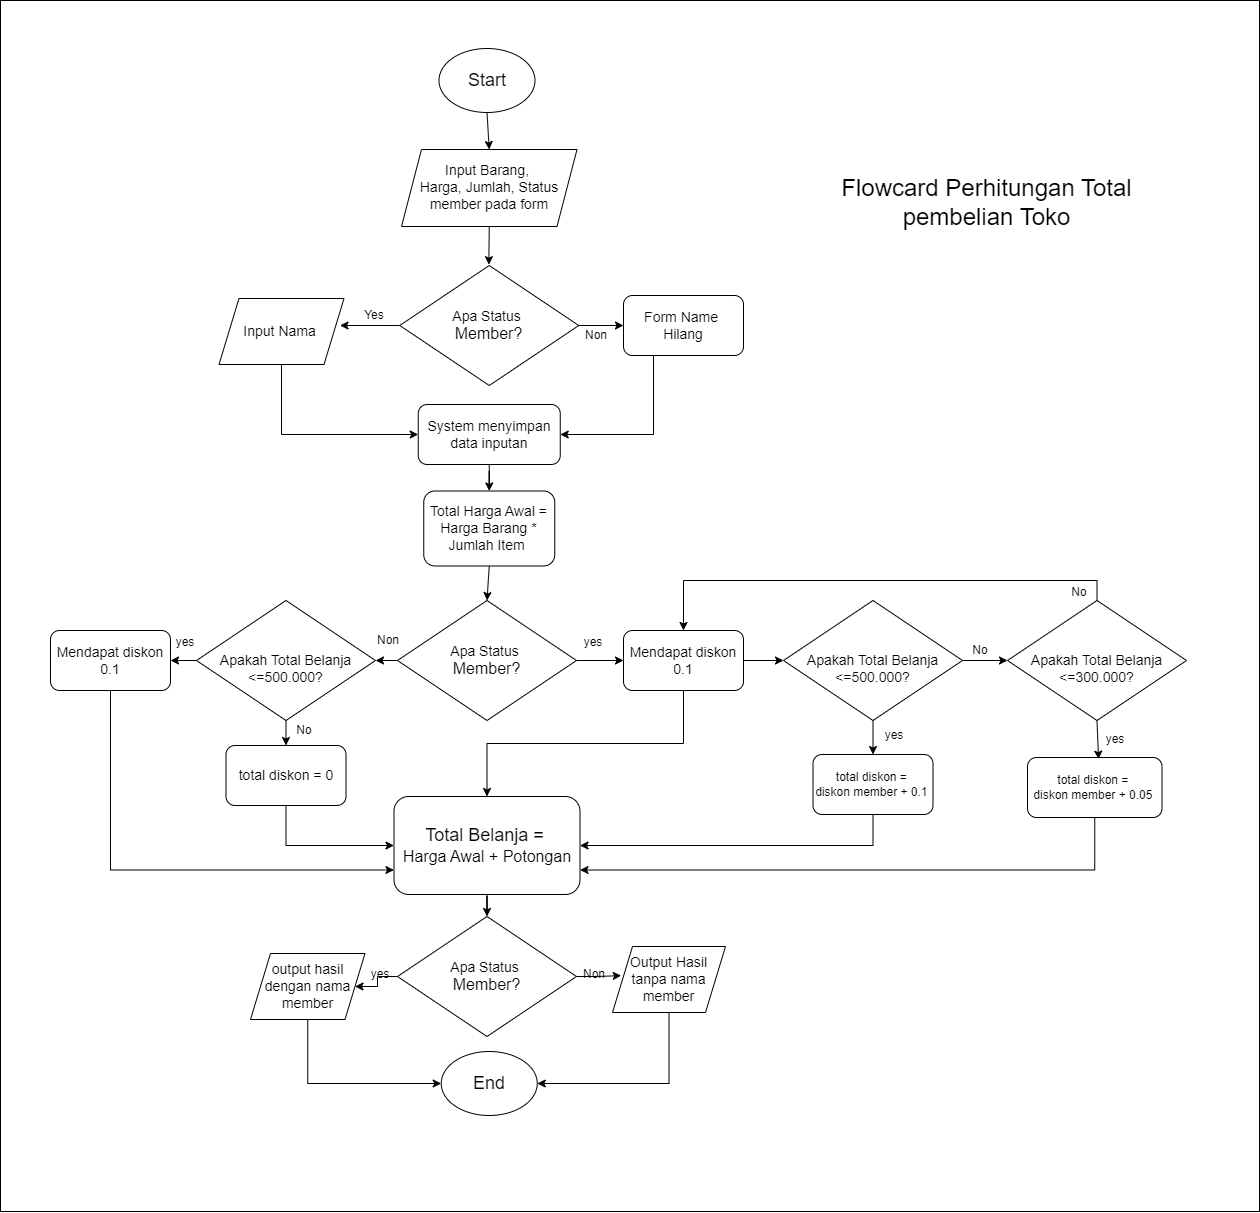 Start
Input Barang,
Harga, Jumlah, Status
member pada form
Flowcard Perhitungan Total
pembelian Toko
Input Nama
Yes
Apa Status
Member?
Non
Form Name
Hilang
System menyimpan
data inputan
Total Harga Awal =
Harga Barang *
Jumlah Item
Mendapat diskon
0.1
yes
Apakah Total Belanja
<=500.000?
Non
Apa Status
Member?
yes
Mendapat diskon
0.1
Apakah Total Belanja
<=500.000?
No
Apakah Total Belanja
<=300.000?
No
No
yes
yes
total diskon = 0
total diskon =
diskon member + 0.1
total diskon =
diskon member + 0.05
Total Belanja =
Harga Awal + Potongan
output hasil
dengan nama
member
yes
Apa Status
Member?
Non
Output Hasil
tanpa nama
member
End